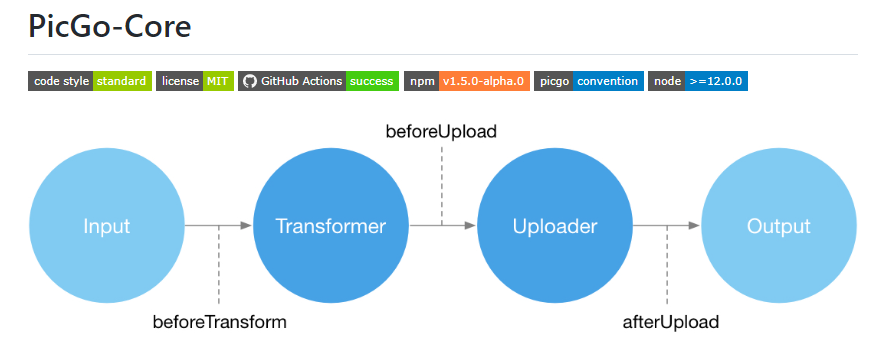 PicGo-Core
code style standard license MIT GitHub Actions success npm v1.5.0-alpha.0 picgo convention node >=12.0.0
beforeUpload
Input Transformer Uploader Output
beforeTransform afterUpload